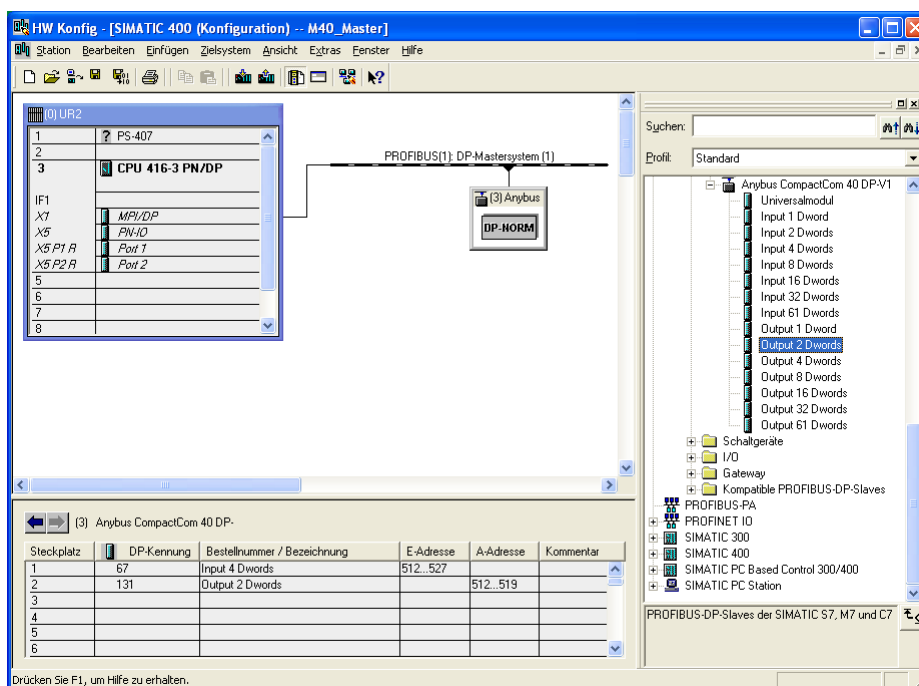 HW Konfig - [SIMATIC 400 (Konfiguration) -- M40_Master]
Station Bearbeiten Einfügen Zielsystem Ansicht Extras Fenster Hilfe
(0) UR2
1 PS-407
2
3 CPU 416-3 PN/DP
IF1
X1 MPI/DP
X5 PN-IO
X5 P1 R Port 1
X5 P2 R Port 2
5
6
7
8
PROFIBUS(1): DP-Mastersystem (1)
(3) Anybus
DP-NORM
Suchen:
Profil: Standard
Anybus CompactCom 40 DP-V1
Universalmodul
Input 1 Dword
Input 2 Dwords
Input 4 Dwords
Input 8 Dwords
Input 16 Dwords
Input 32 Dwords
Input 61 Dwords
Output 1 Dword
Output 2 Dwords
Output 4 Dwords
Output 8 Dwords
Output 16 Dwords
Output 32 Dwords
Output 61 Dwords
Schaltgeräte
I/O
Gateway
Kompatible PROFIBUS-DP-Slaves
PROFIBUS-PA
PROFINET IO
SIMATIC 300
SIMATIC 400
SIMATIC PC Based Control 300/400
SIMATIC PC Station
PROFIBUS-DP-Slaves der SIMATIC S7, M7 und C7
(3) Anybus CompactCom 40 DP-
Steckplatz DP-Kennung Bestellnummer / Bezeichnung E-Adresse A-Adresse Kommentar
1 67 Input 4 Dwords 512...527
2 131 Output 2 Dwords 512...519
3
4
5
6
Drücken Sie F1, um Hilfe zu erhalten.